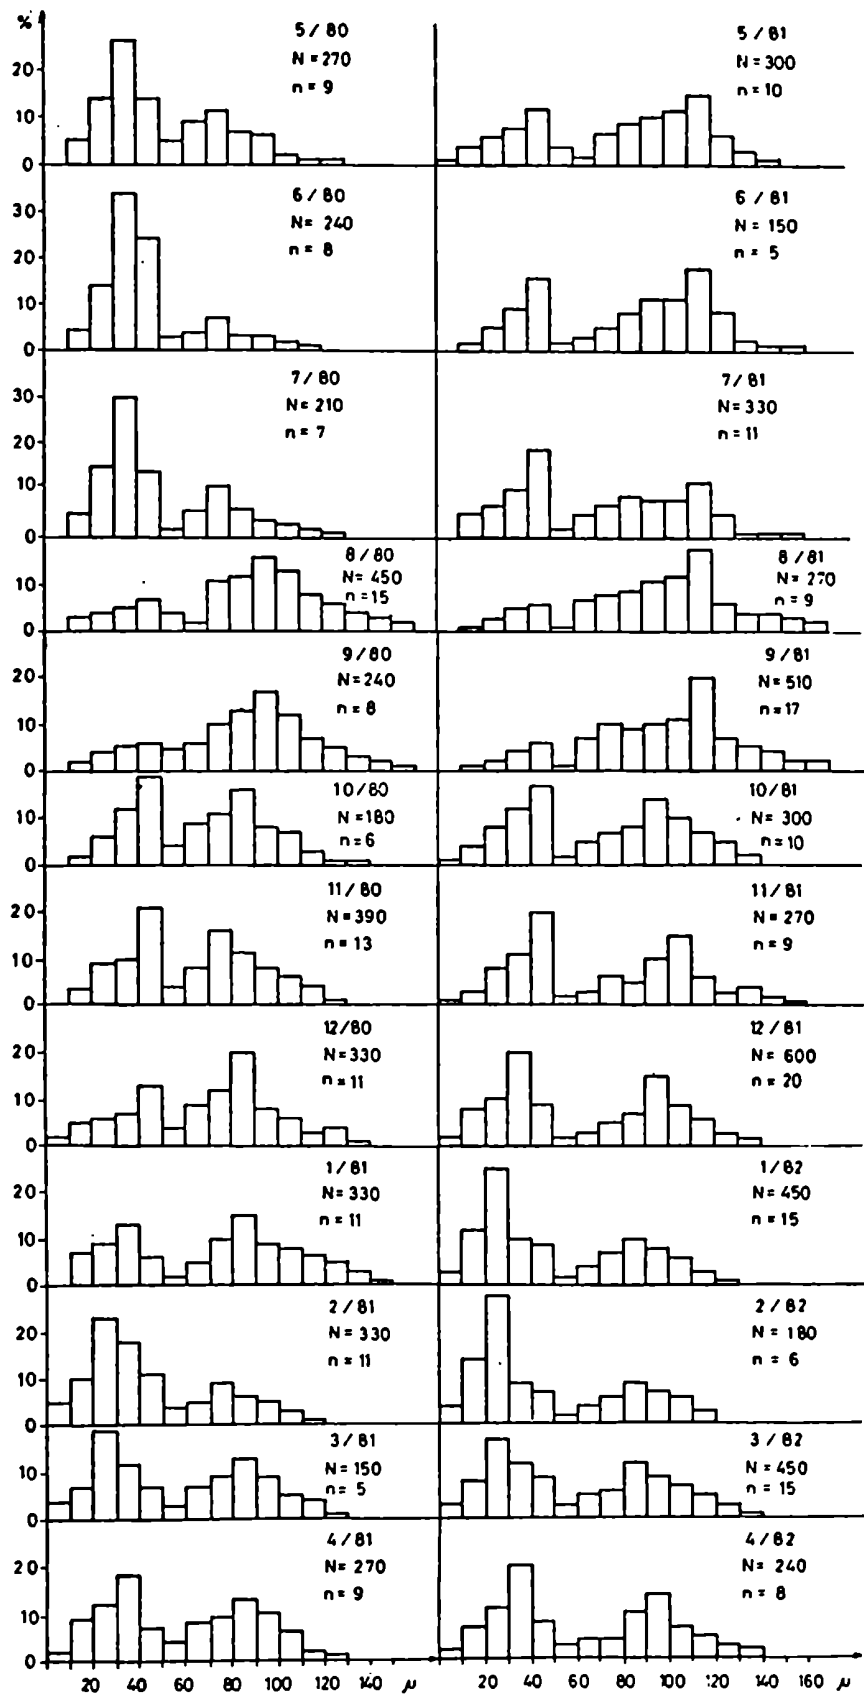 %
5 / 80
N = 270
n = 9
20
10
0
5 / 81
N = 300
n = 10
6 / 80
N = 240
n = 8
30
20
10
0
6 / 81
N = 150
n = 5
7 / 80
N = 210
n = 7
30
20
10
0
7 / 81
N = 330
n = 11
8 / 80
N = 450
n = 15
10
0
8 / 81
N = 270
n = 9
9 / 80
N = 240
n = 8
20
10
0
9 / 81
N = 510
n = 17
10 / 80
N = 180
n = 6
10
0
10 / 81
N = 300
n = 10
11 / 80
N = 390
n = 13
20
10
0
11 / 81
N = 270
n = 9
12 / 80
N = 330
n = 11
20
10
0
12 / 81
N = 600
n = 20
1 / 81
N = 330
n = 11
20
10
0
1 / 82
N = 450
n = 15
2 / 81
N = 330
n = 11
20
10
0
2 / 82
N = 180
n = 6
3 / 81
N = 150
n = 5
10
0
3 / 82
N = 450
n = 15
4 / 81
N = 270
n = 9
20
10
0
4 / 82
N = 240
n = 8
20 40 60 80 100 120 140 μ
20 40 60 80 100 120 140 160 μ